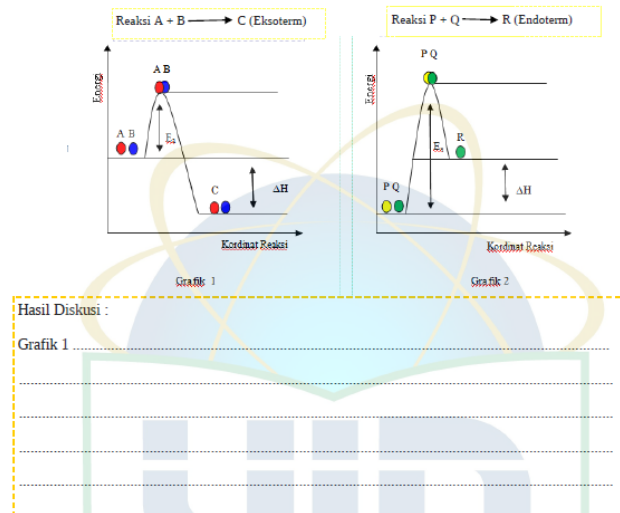 Reaksi A + B ⟶ C (Eksoterm)
Energi
A B
A B
Ea
C
ΔH
Kordinat Reaksi
Grafik 1
Reaksi P + Q ⟶ R (Endoterm)
Energi
P Q
R
Ea
P Q
ΔH
Kordinat Reaksi
Grafik 2
Hasil Diskusi :
Grafik 1
UIN